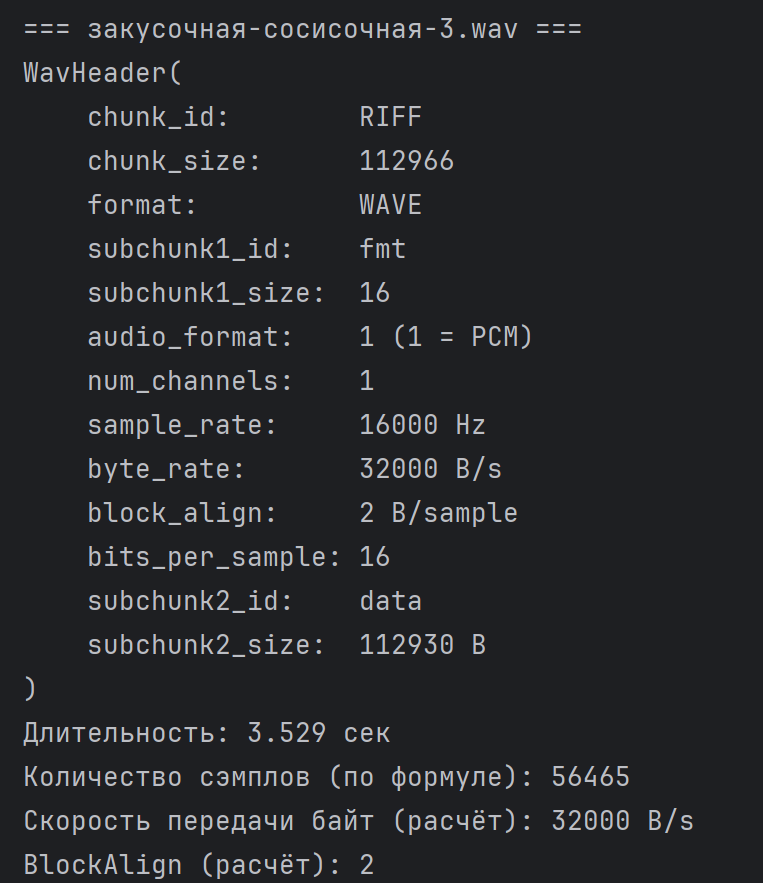 === закусочная-сосисочная-3.wav ===
WavHeader(
    chunk_id:        RIFF
    chunk_size:      112966
    format:          WAVE
    subchunk1_id:    fmt
    subchunk1_size:  16
    audio_format:    1 (1 = PCM)
    num_channels:    1
    sample_rate:     16000 Hz
    byte_rate:       32000 B/s
    block_align:     2 B/sample
    bits_per_sample: 16
    subchunk2_id:    data
    subchunk2_size:  112930 B
)
Длительность: 3.529 сек
Количество сэмплов (по формуле): 56465
Скорость передачи байт (расчёт): 32000 B/s
BlockAlign (расчёт): 2